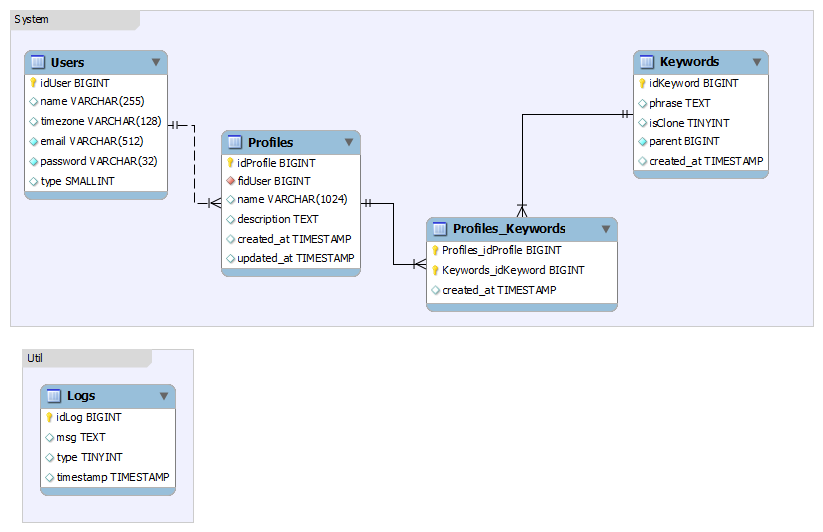 System
Users
idUser BIGINT
name VARCHAR(255)
timezone VARCHAR(128)
email VARCHAR(512)
password VARCHAR(32)
type SMALLINT
Profiles
idProfile BIGINT
fidUser BIGINT
name VARCHAR(1024)
description TEXT
created_at TIMESTAMP
updated_at TIMESTAMP
Profiles_Keywords
Profiles_idProfile BIGINT
Keywords_idKeyword BIGINT
created_at TIMESTAMP
Keywords
idKeyword BIGINT
phrase TEXT
isClone TINYINT
parent BIGINT
created_at TIMESTAMP
Util
Logs
idLog BIGINT
msg TEXT
type TINYINT
timestamp TIMESTAMP